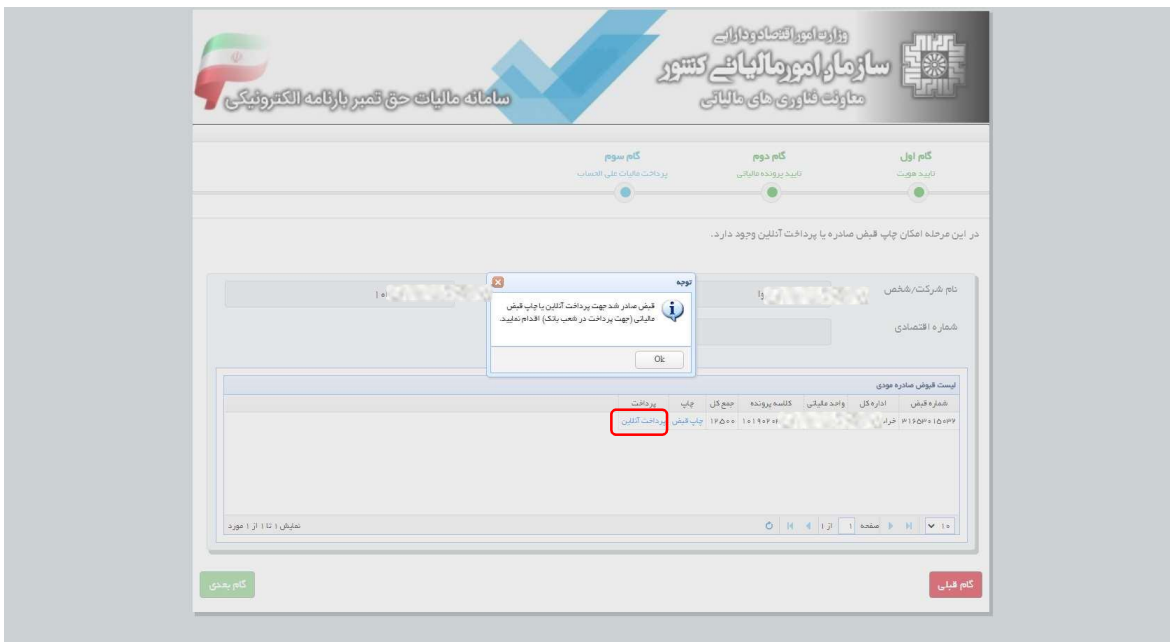 وزارت امور اقتصاد و دارایی
سازمان امور مالیاتی کشور
معاونت فناوری های مالیاتی
سامانه مالیات حق تمبر بارنامه الکترونیکی
گام اول
گام دوم
گام سوم
تایید هویت
تایید پرونده مالیاتی
پرداخت مالیات علی الحساب
در این مرحله امکان چاپ قبض صادره یا پرداخت آنلاین وجود دارد.
توجه
قبض صادر شد جهت پرداخت آنلاین یا چاپ قبض
مالیاتی (جهت پرداخت در شعب بانک) اقدام نمایید.
Ok
نام شرکت/شخص
شماره اقتصادی
لیست قبوض صادره مودی
شماره قبض اداره کل واحد مالیاتی کلاسه پرونده جمع کل چاپ پرداخت
۱۲۵۰۰ چاپ قبض پرداخت آنلاین
۱۰ صفحه ۱ از ۱
نمایش ۱ تا ۱ از ۱ مورد
گام قبلی
گام بعدی